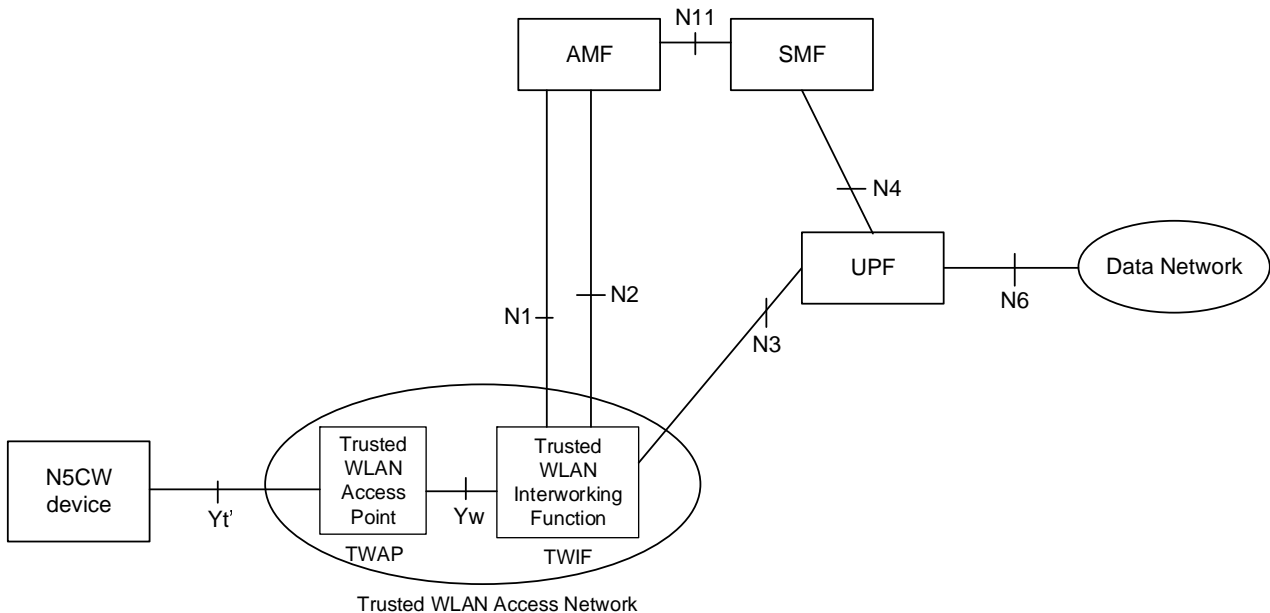 N11
AMF
SMF
N4
UPF
Data Network
N6
N2
N1
N3
Trusted
WLAN
Access
Point
Trusted
WLAN
Interworking
Function
N5CW
device
Yt'
Yw
TWAP
TWIF
Trusted WLAN Access Network